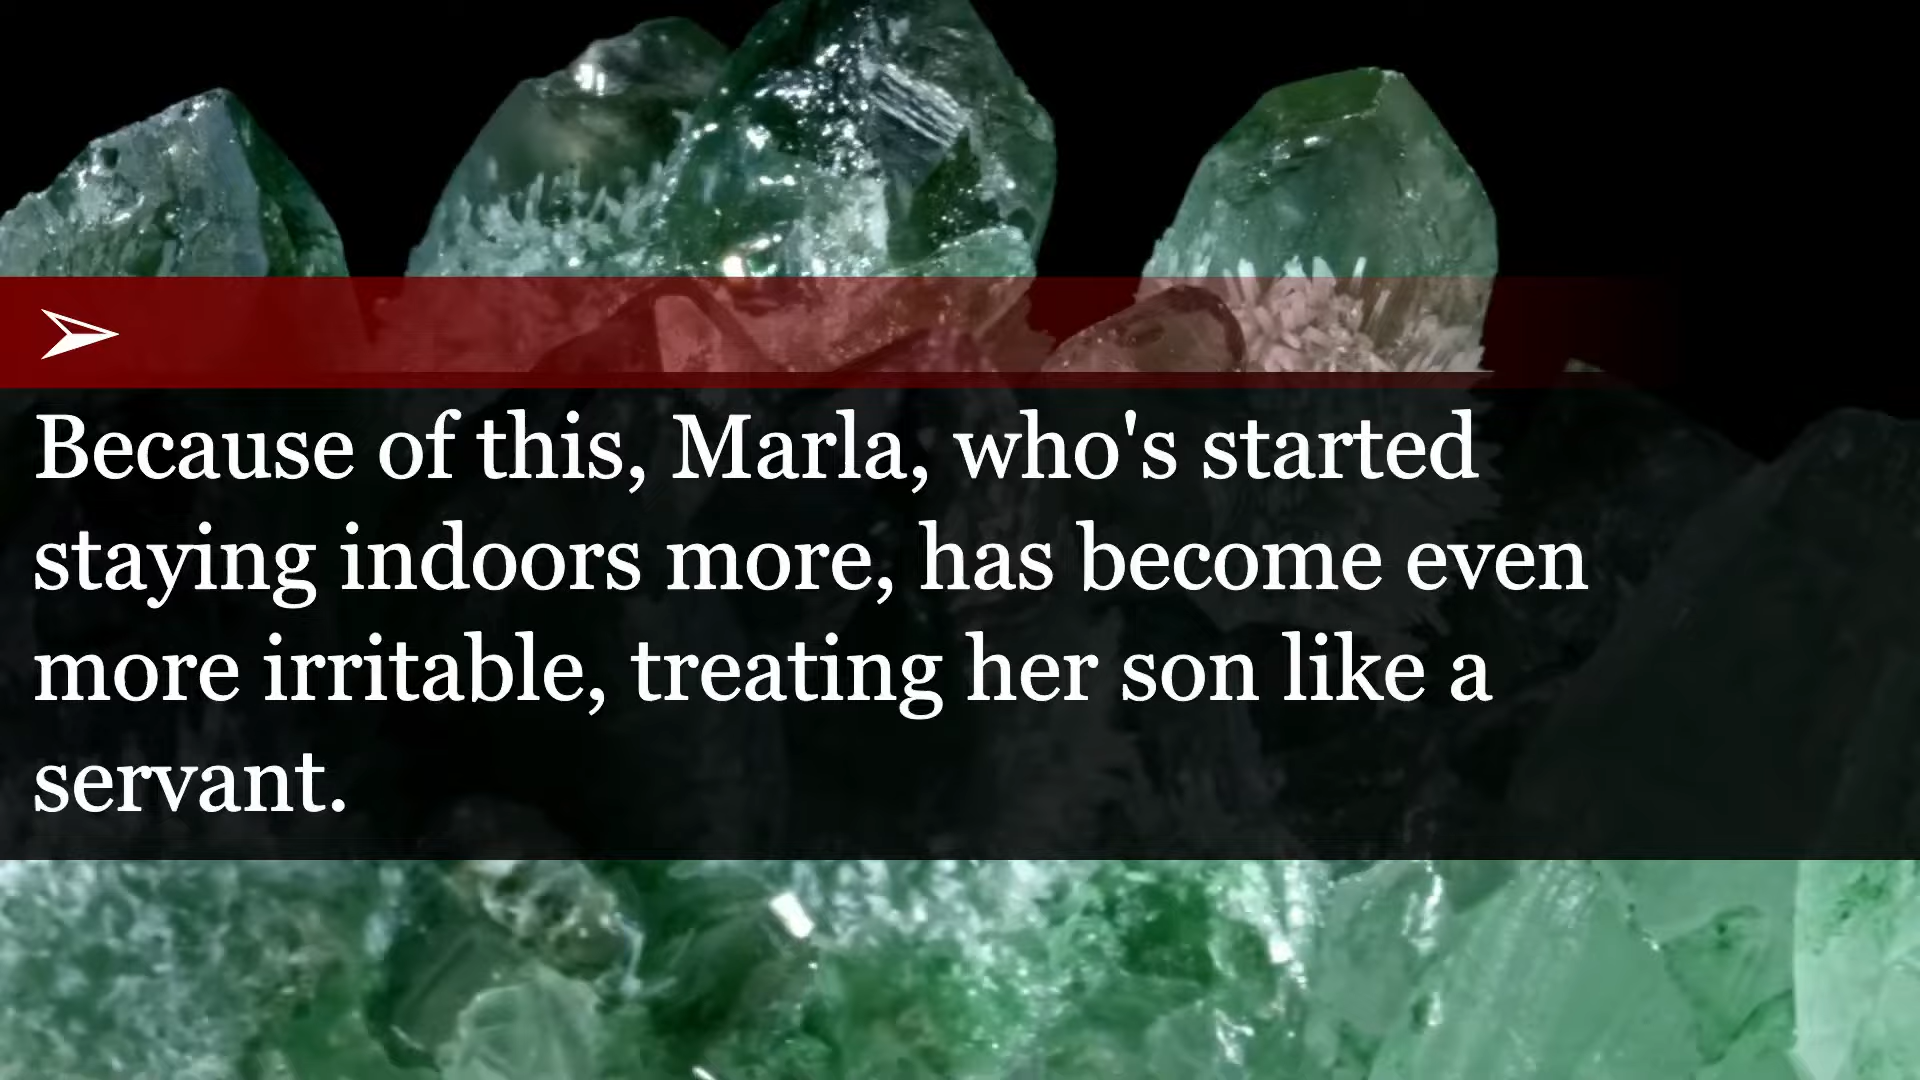 Because of this, Marla, who's started
staying indoors more, has become even
more irritable, treating her son like a
servant.